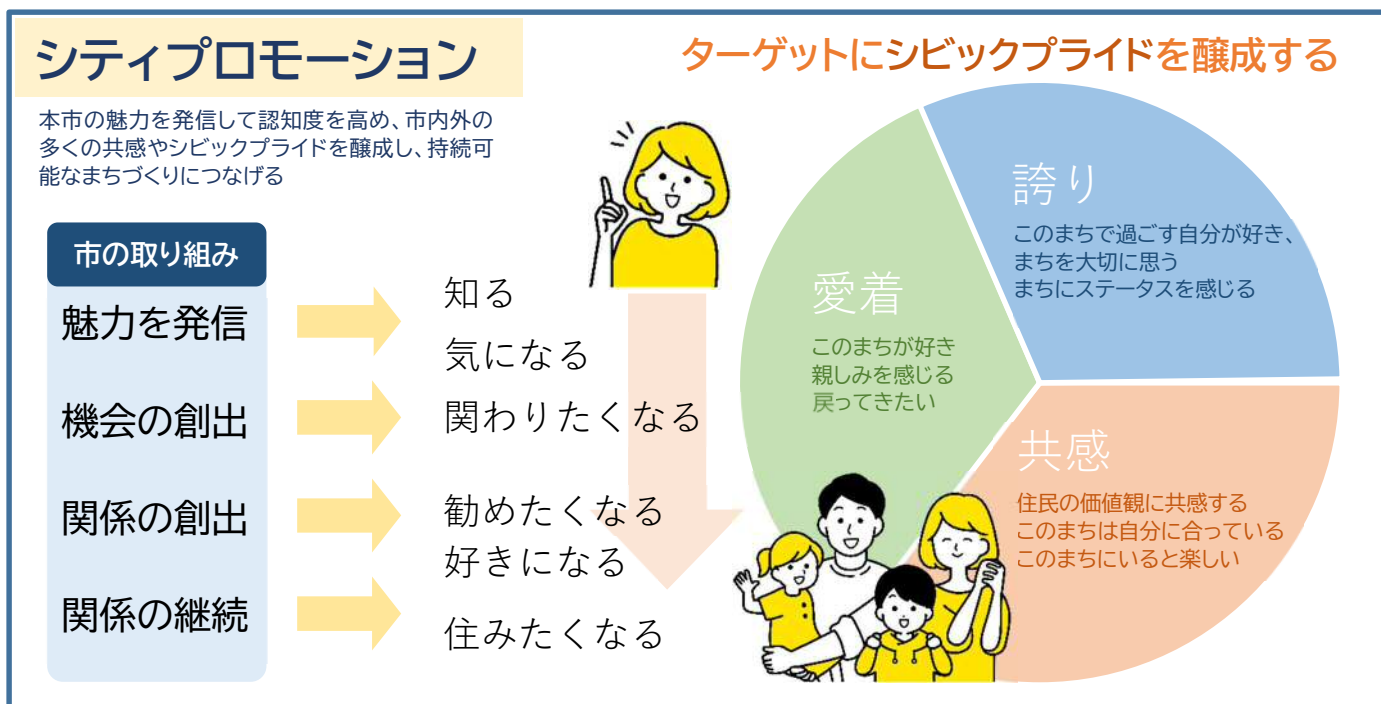 シティプロモーション
本市の魅力を発信して認知度を高め、市内外の
多くの共感やシビックプライドを醸成し、持続可
能なまちづくりにつなげる
市の取り組み
魅力を発信
機会の創出
関係の創出
関係の継続
知る
気になる
関わりたくなる
勧めたくなる
好きになる
住みたくなる
ターゲットにシビックプライドを醸成する
誇り
このまちで過ごす自分が好き、
まちを大切に思う
まちにステータスを感じる
愛着
このまちが好き
親しみを感じる
戻ってきたい
共感
住民の価値観に共感する
このまちは自分に合っている
このまちにいると楽しい